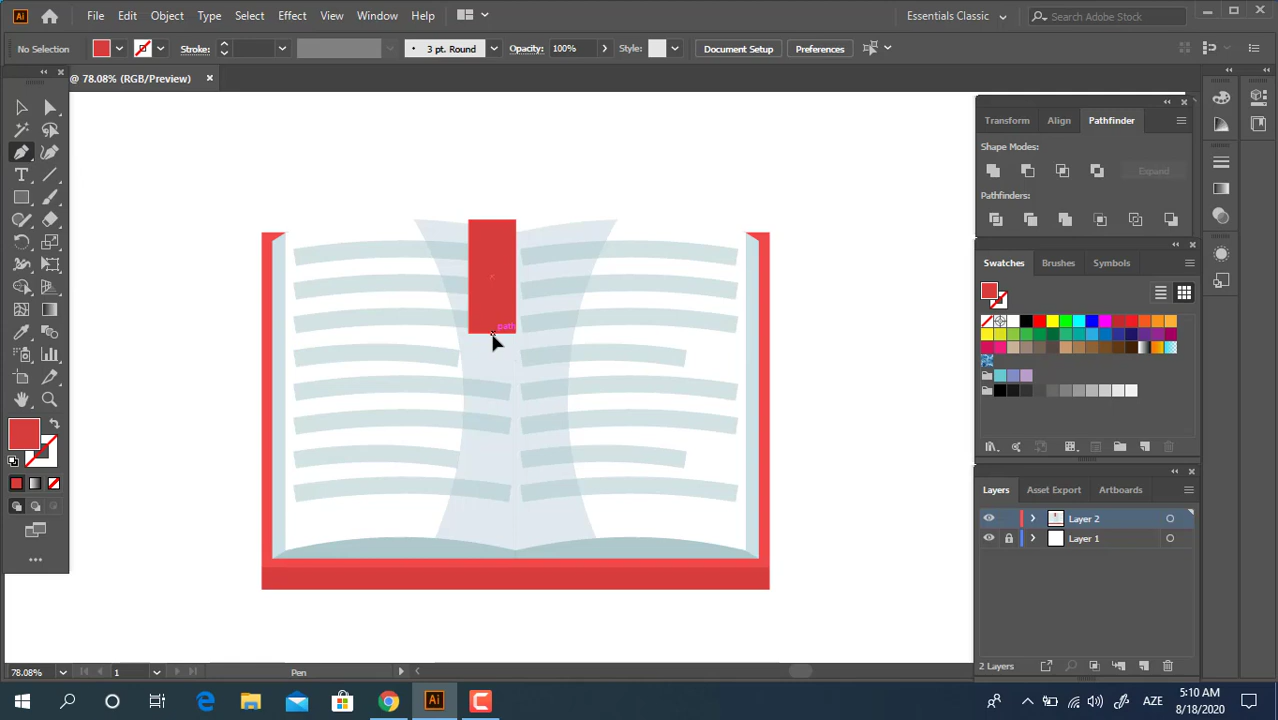 Ai File Edit Object Type Select Effect View Window Help Essentials Classic Search Adobe Stock
No Selection Stroke: 3 pt. Round Opacity: 100% Style: Document Setup Preferences
@ 78.08% (RGB/Preview) ×
Transform Align Pathfinder
Shape Modes:
Expand
Pathfinders:
Swatches Brushes Symbols
path
Layers Asset Export Artboards
Layer 2
Layer 1
2 Layers
78.08% 1 Pen
Ai AZE 5:10 AM
8/18/2020